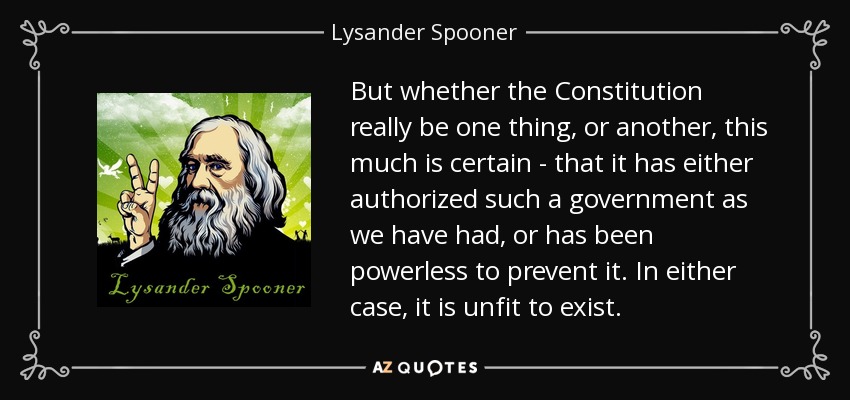 Lysander Spooner
But whether the Constitution
really be one thing, or another, this
much is certain - that it has either
authorized such a government as
we have had, or has been
powerless to prevent it. In either
case, it is unfit to exist.
Lysander Spooner
AZ QUOTES